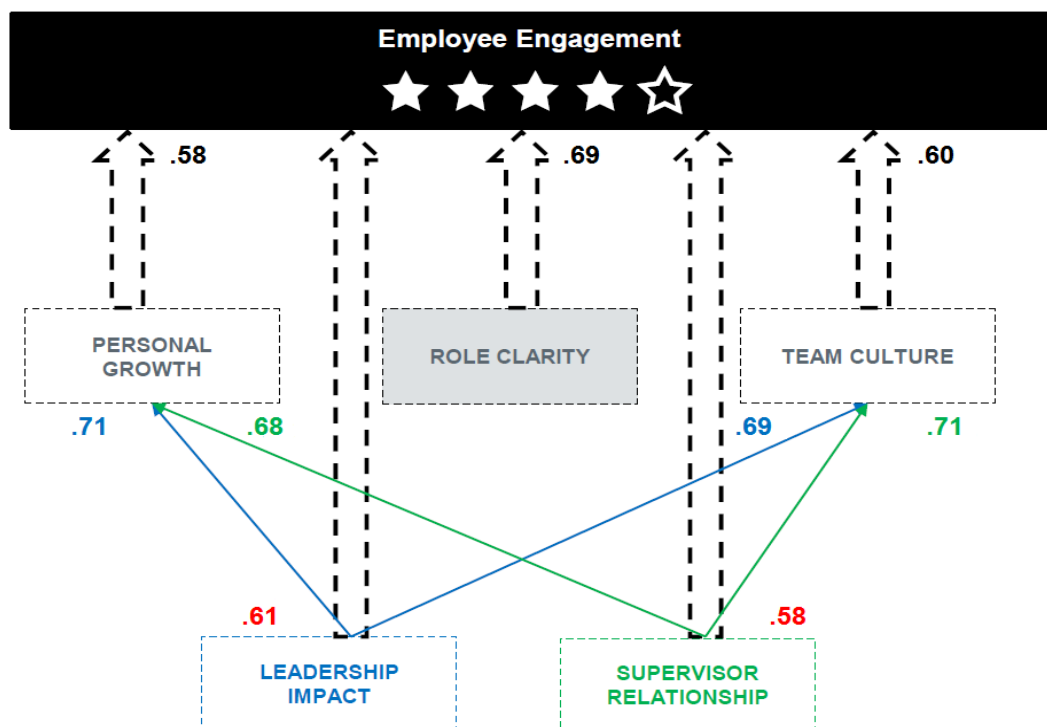 Employee Engagement
.58
.69
.60
PERSONAL
GROWTH
ROLE CLARITY
TEAM CULTURE
.71
.68
.69
.71
.61
.58
LEADERSHIP
IMPACT
SUPERVISOR
RELATIONSHIP